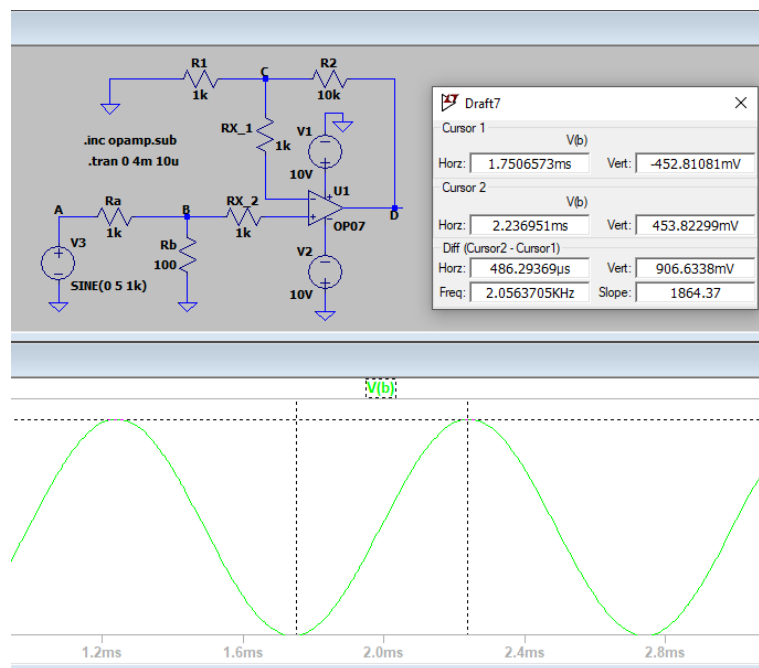 R1
1k
C
R2
10k
.inc opamp.sub
.tran 0 4m 10u
RX_1
1k
V1
10V
U1
OP07
D
A
Ra
1k
B
RX_2
1k
Rb
100
V3
SINE(0 5 1k)
V2
10V
Draft7
Cursor 1
V(b)
Horz: 1.7506573ms Vert: -452.81081mV
Cursor 2
V(b)
Horz: 2.236951ms Vert: 453.82299mV
Diff (Cursor2 - Cursor1)
Horz: 486.29369µs Vert: 906.6338mV
Freq: 2.0563705KHz Slope: 1864.37
V(b)
1.2ms 1.6ms 2.0ms 2.4ms 2.8ms